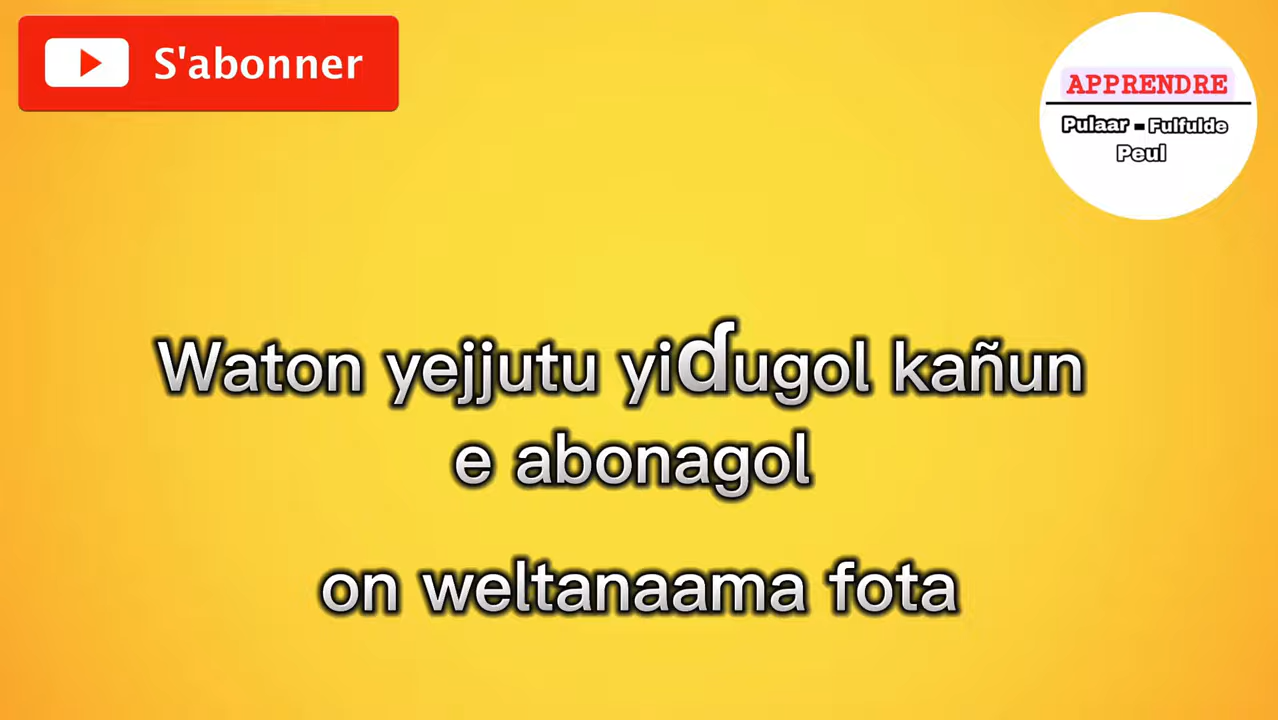 S'abonner
APPRENDRE
Pulaar - Fulfulde
Peul
Waton yejjutu yiɗugol kañun
e abonagol
on weltanaama fota